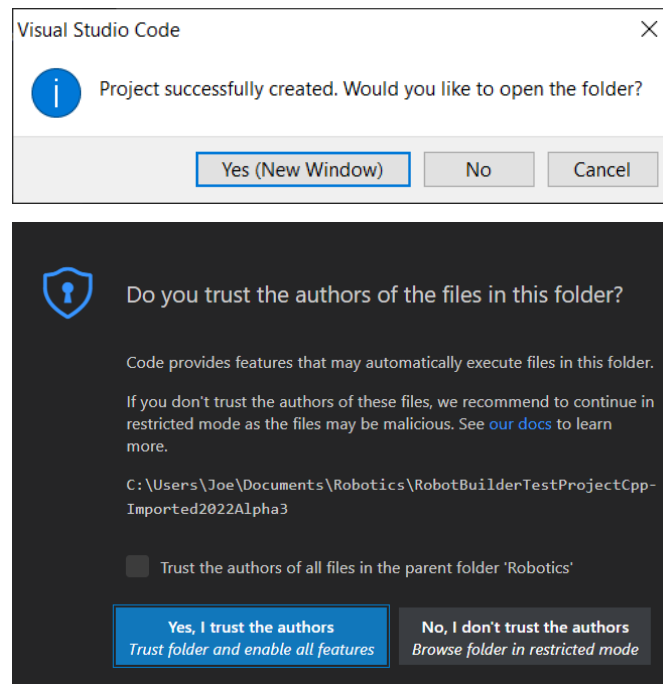 Visual Studio Code
Project successfully created. Would you like to open the folder?
Yes (New Window)
No
Cancel
Do you trust the authors of the files in this folder?
Code provides features that may automatically execute files in this folder.
If you don't trust the authors of these files, we recommend to continue in
restricted mode as the files may be malicious. See our docs to learn
more.
C:\Users\Joe\Documents\Robotics\RobotBuilderTestProjectCpp-
Imported2022Alpha3
Trust the authors of all files in the parent folder 'Robotics'
Yes, I trust the authors
Trust folder and enable all features
No, I don't trust the authors
Browse folder in restricted mode